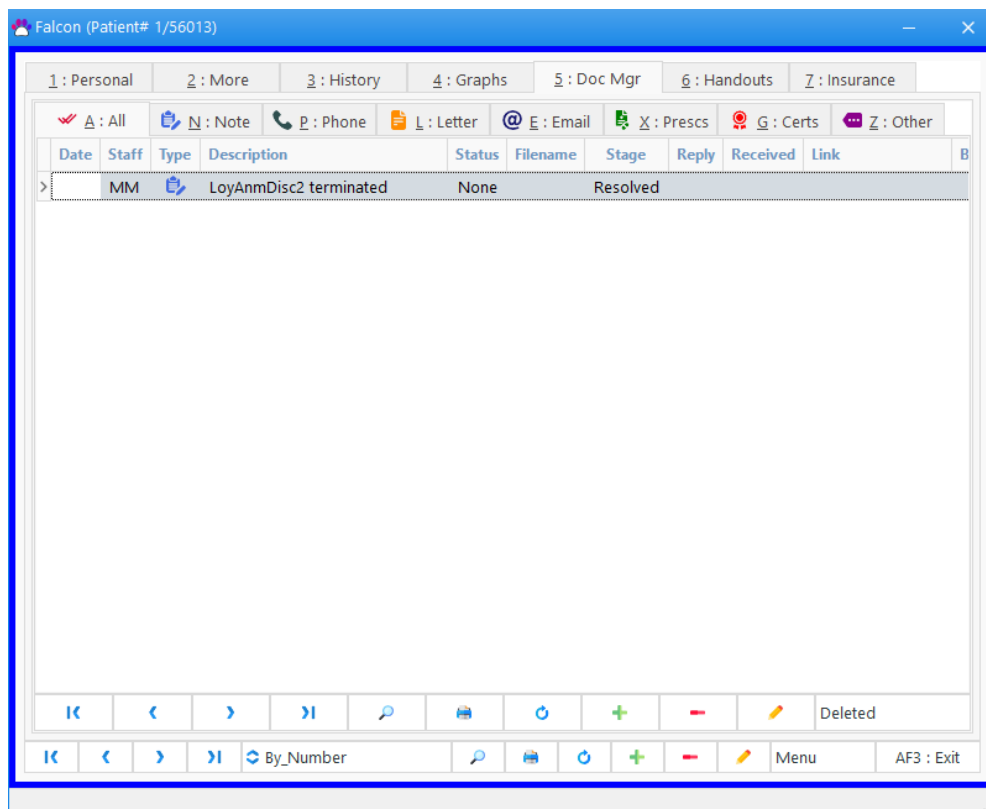 Falcon (Patient# 1/56013)
1 : Personal 2 : More 3 : History 4 : Graphs 5 : Doc Mgr 6 : Handouts 7 : Insurance
A : All N : Note P : Phone L : Letter @ E : Email X : Prescs G : Certs Z : Other
Date Staff Type Description Status Filename Stage Reply Received Link B
MM LoyAnmDisc2 terminated None Resolved
Deleted
By_Number Menu AF3 : Exit